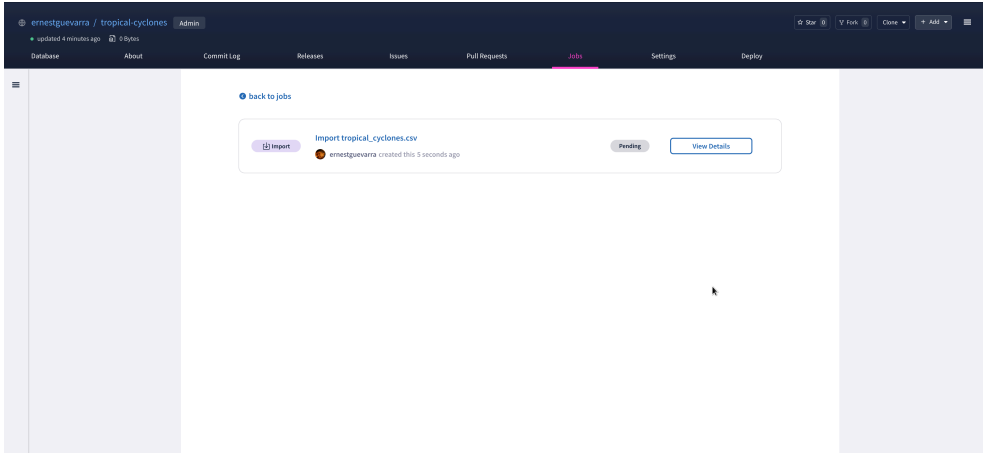 ernestguevarra / tropical-cyclones Admin
Star 0 Fork 0 Clone + Add
updated 4 minutes ago 0 Bytes
Database About Commit Log Releases Issues Pull Requests Jobs Settings Deploy
back to jobs
Import tropical_cyclones.csv
Import Pending View Details
ernestguevarra created this 5 seconds ago